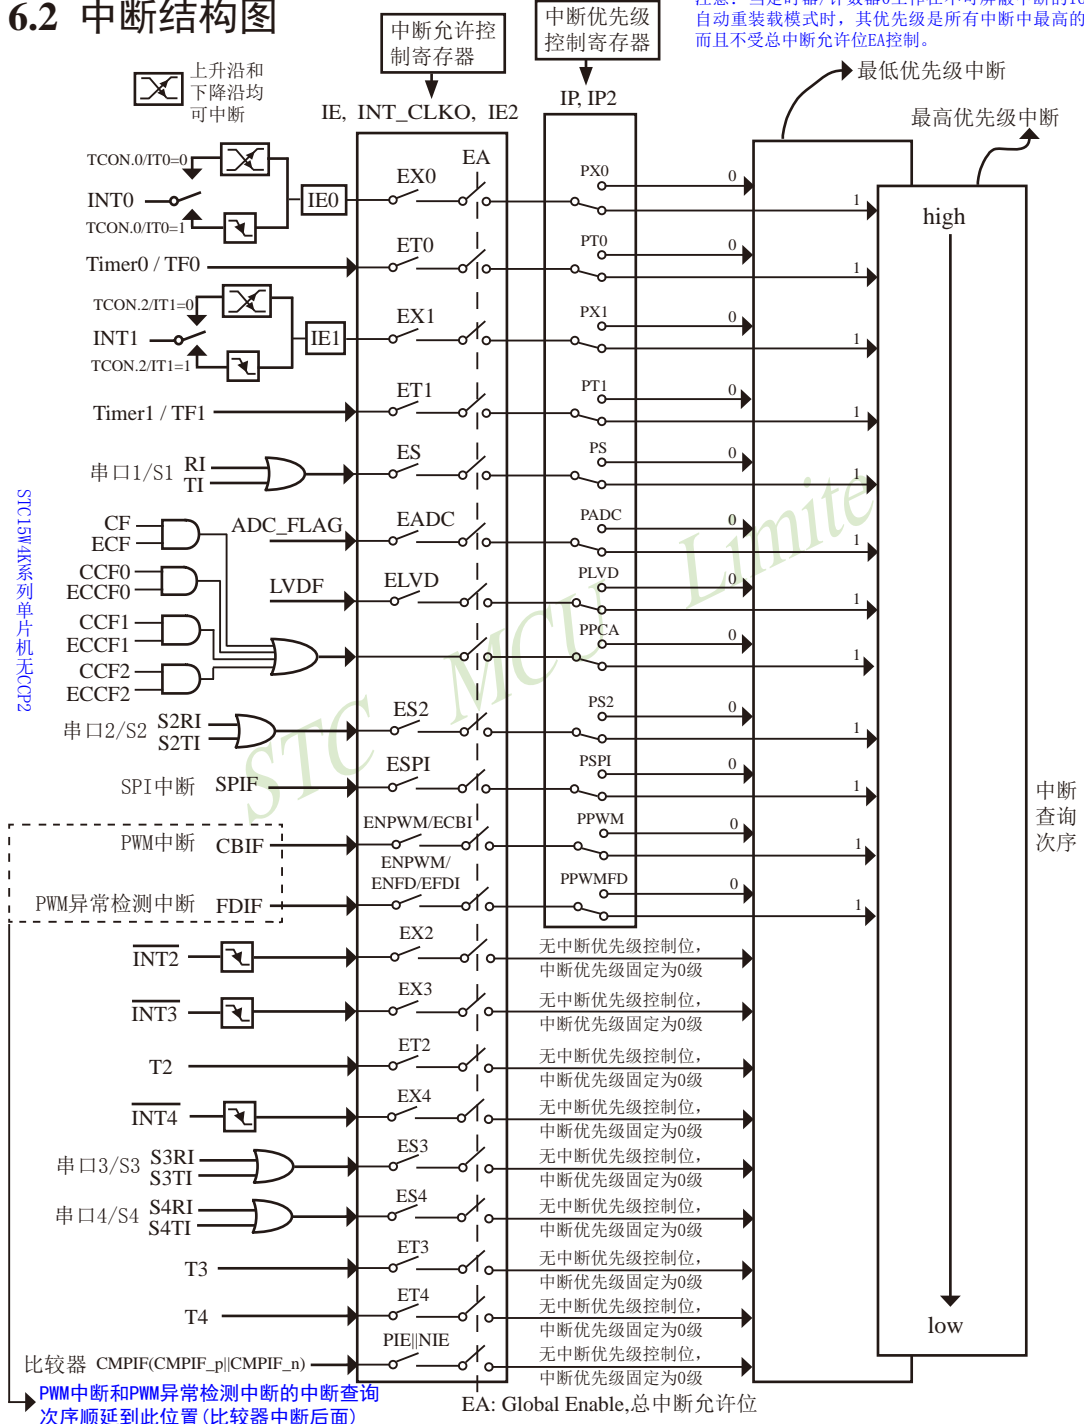 6.2 中断结构图
自动重装载模式时，其优先级是所有中断中最高的
而且不受总中断允许位EA控制。
中断允许控
制寄存器
中断优先级
控制寄存器
上升沿和
下降沿均
可中断
IE, INT_CLKO, IE2
IP, IP2
最低优先级中断
最高优先级中断
EA
high
TCON.0/IT0=0
INT0
TCON.0/IT0=1
IE0
EX0
PX0
0
1
Timer0 / TF0
ET0
PT0
0
1
TCON.2/IT1=0
INT1
TCON.2/IT1=1
IE1
EX1
PX1
0
1
Timer1 / TF1
ET1
PT1
0
1
串口1/S1
RI
TI
ES
PS
0
1
CF
ECF
ADC_FLAG
EADC
PADC
0
1
CCF0
ECCF0
LVDF
ELVD
PLVD
0
1
CCF1
ECCF1
CCF2
ECCF2
PPCA
0
1
串口2/S2
S2RI
S2TI
ES2
PS2
0
1
SPI中断
SPIF
ESPI
PSPI
0
1
PWM中断
CBIF
ENPWM/ECBI
PPWM
0
1
PWM异常检测中断
FDIF
ENPWM/
ENFD/EFDI
PPWMFD
0
1
INT2
EX2
无中断优先级控制位，
中断优先级固定为0级
INT3
EX3
无中断优先级控制位，
中断优先级固定为0级
T2
ET2
无中断优先级控制位，
中断优先级固定为0级
INT4
EX4
无中断优先级控制位，
中断优先级固定为0级
串口3/S3
S3RI
S3TI
ES3
无中断优先级控制位，
中断优先级固定为0级
串口4/S4
S4RI
S4TI
ES4
无中断优先级控制位，
中断优先级固定为0级
T3
ET3
无中断优先级控制位，
中断优先级固定为0级
T4
ET4
无中断优先级控制位，
中断优先级固定为0级
比较器 CMPIF(CMPIF_p||CMPIF_n)
PIE||NIE
无中断优先级控制位，
中断优先级固定为0级
low
中断
查询
次序
STC15W4K系列单片机无CCP2
STC MCU Limite
PWM中断和PWM异常检测中断的中断查询
次序顺延到此位置(比较器中断后面)
EA: Global Enable,总中断允许位